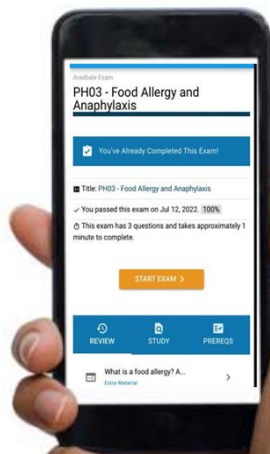 Availbale Exam
PH03 - Food Allergy and
Anaphylaxis
You've Already Completed This Exam!
Title: PH03 - Food Allergy and Anaphylaxis
You passed this exam on Jul 12, 2022. 100%
This exam has 3 questions and takes approximately 1
minute to complete.
START EXAM >
REVIEW STUDY PREREQS
What is a food allergy? A...
Extra Material